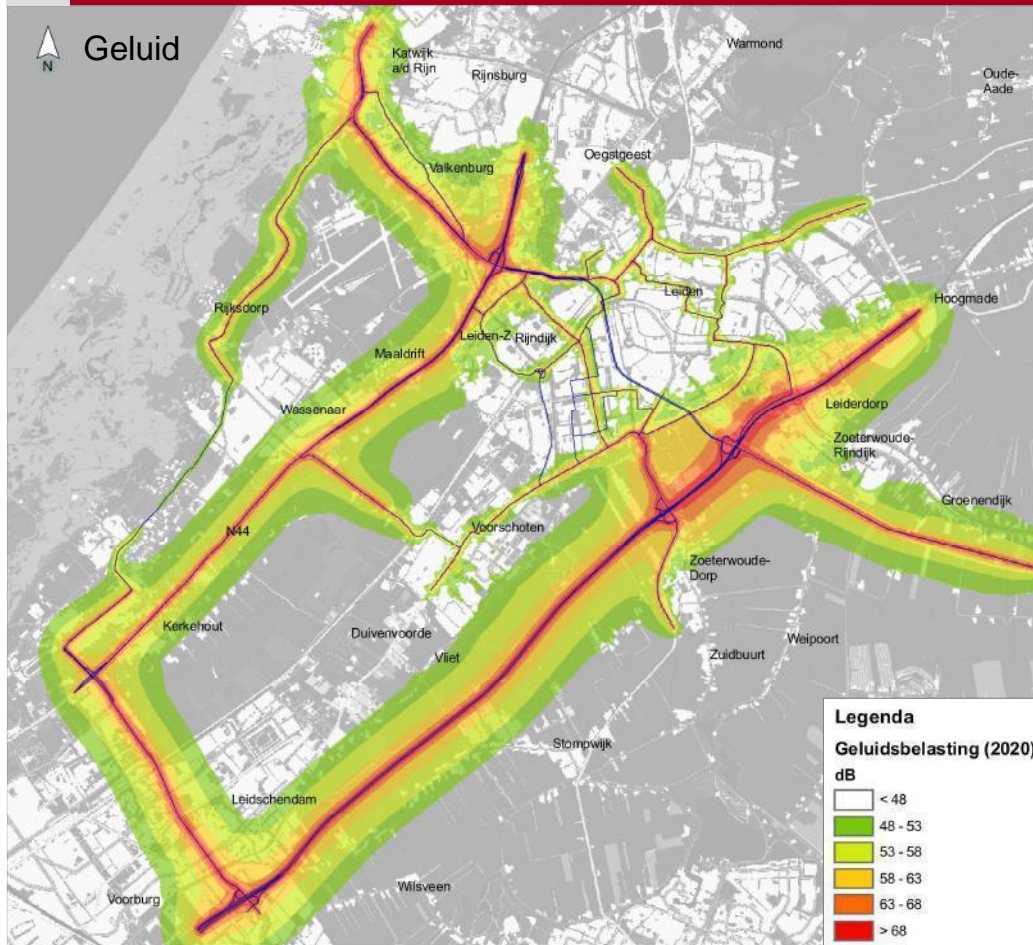 Geluid
N
Katwijk
a/d Rijn
Rijnsburg
Warmond
Oude-
Aade
Valkenburg
Oegstgeest
Rijksdorp
Leiden
Hoogmade
Leiden-Z
Rijndijk
Maaldrift
Wassenaar
Leiderdorp
Zoeterwoude-
Rijndijk
Groenendijk
N44
Voorschoten
Zoeterwoude-
Dorp
Kerkehout
Duivenvoorde
Vliet
Weipoort
Zuidbuurt
Stompwijk
Leidschendam
Voorburg
Wilsveen
Legenda
Geluidsbelasting (2020)
dB
< 48
48 - 53
53 - 58
58 - 63
63 - 68
> 68